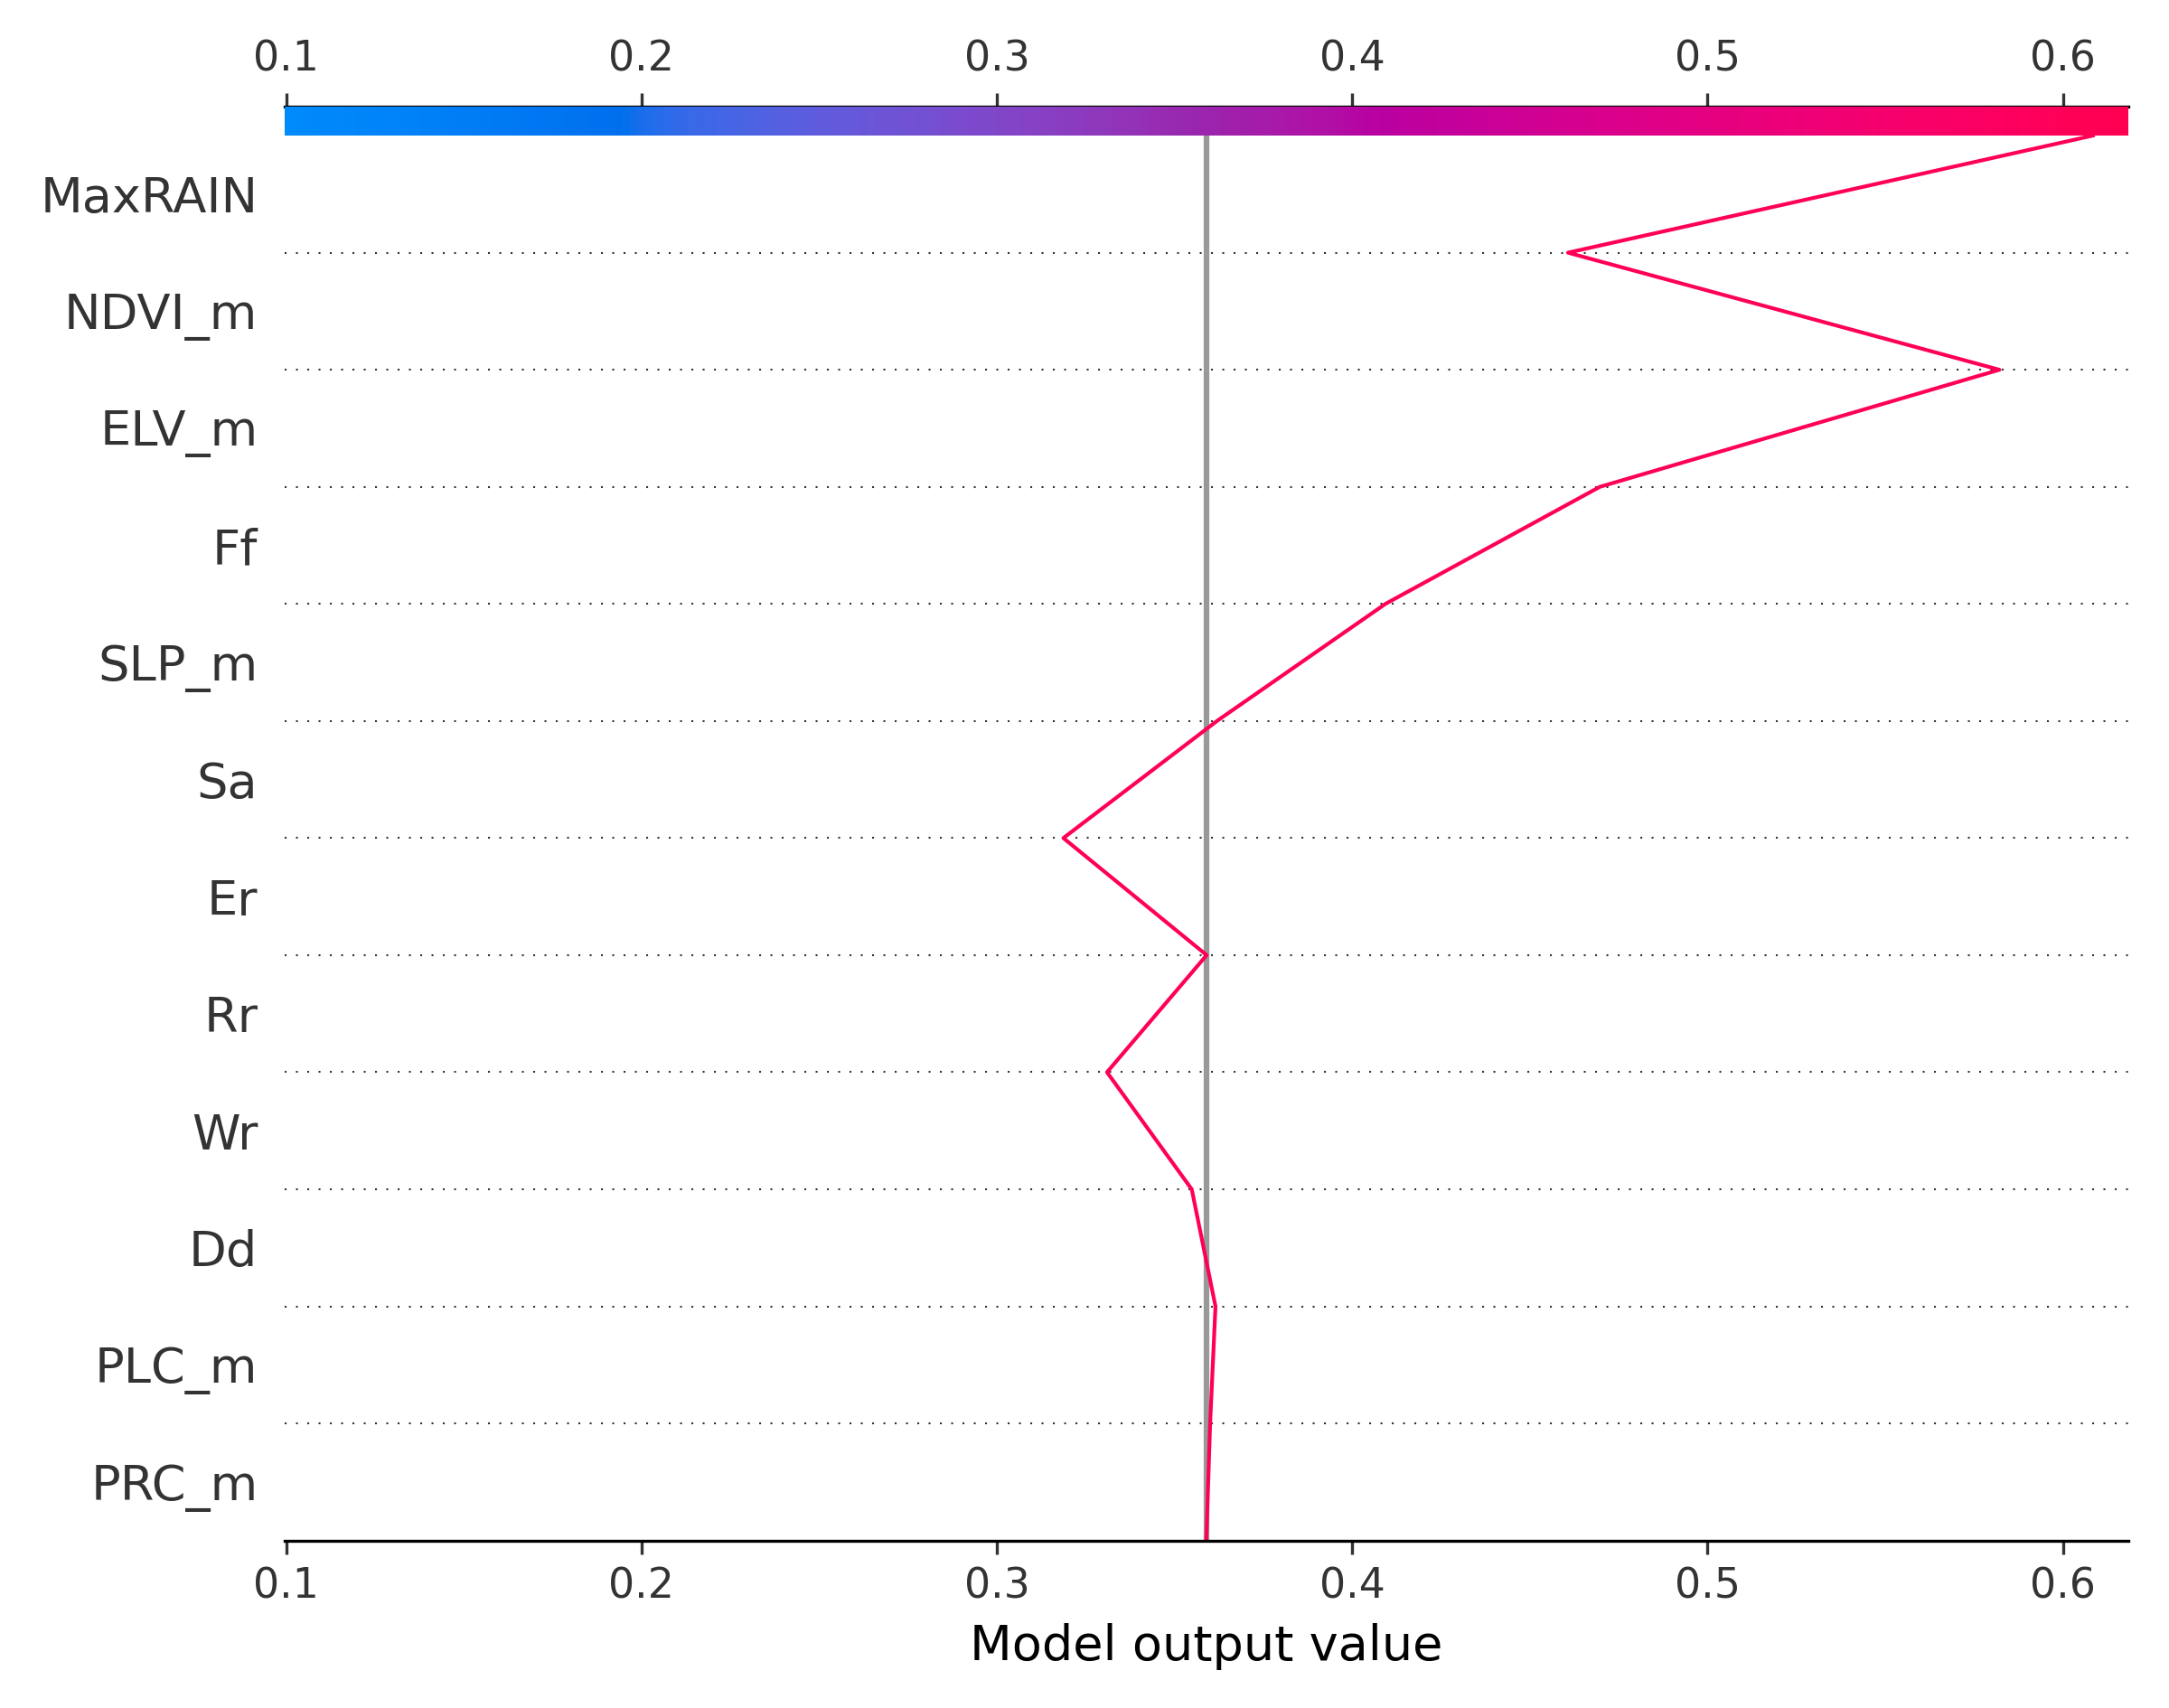 0.1 0.2 0.3 0.4 0.5 0.6
MaxRAIN
NDVI_m
ELV_m
Ff
SLP_m
Sa
Er
Rr
Wr
Dd
PLC_m
PRC_m
0.1 0.2 0.3 0.4 0.5 0.6
Model output value